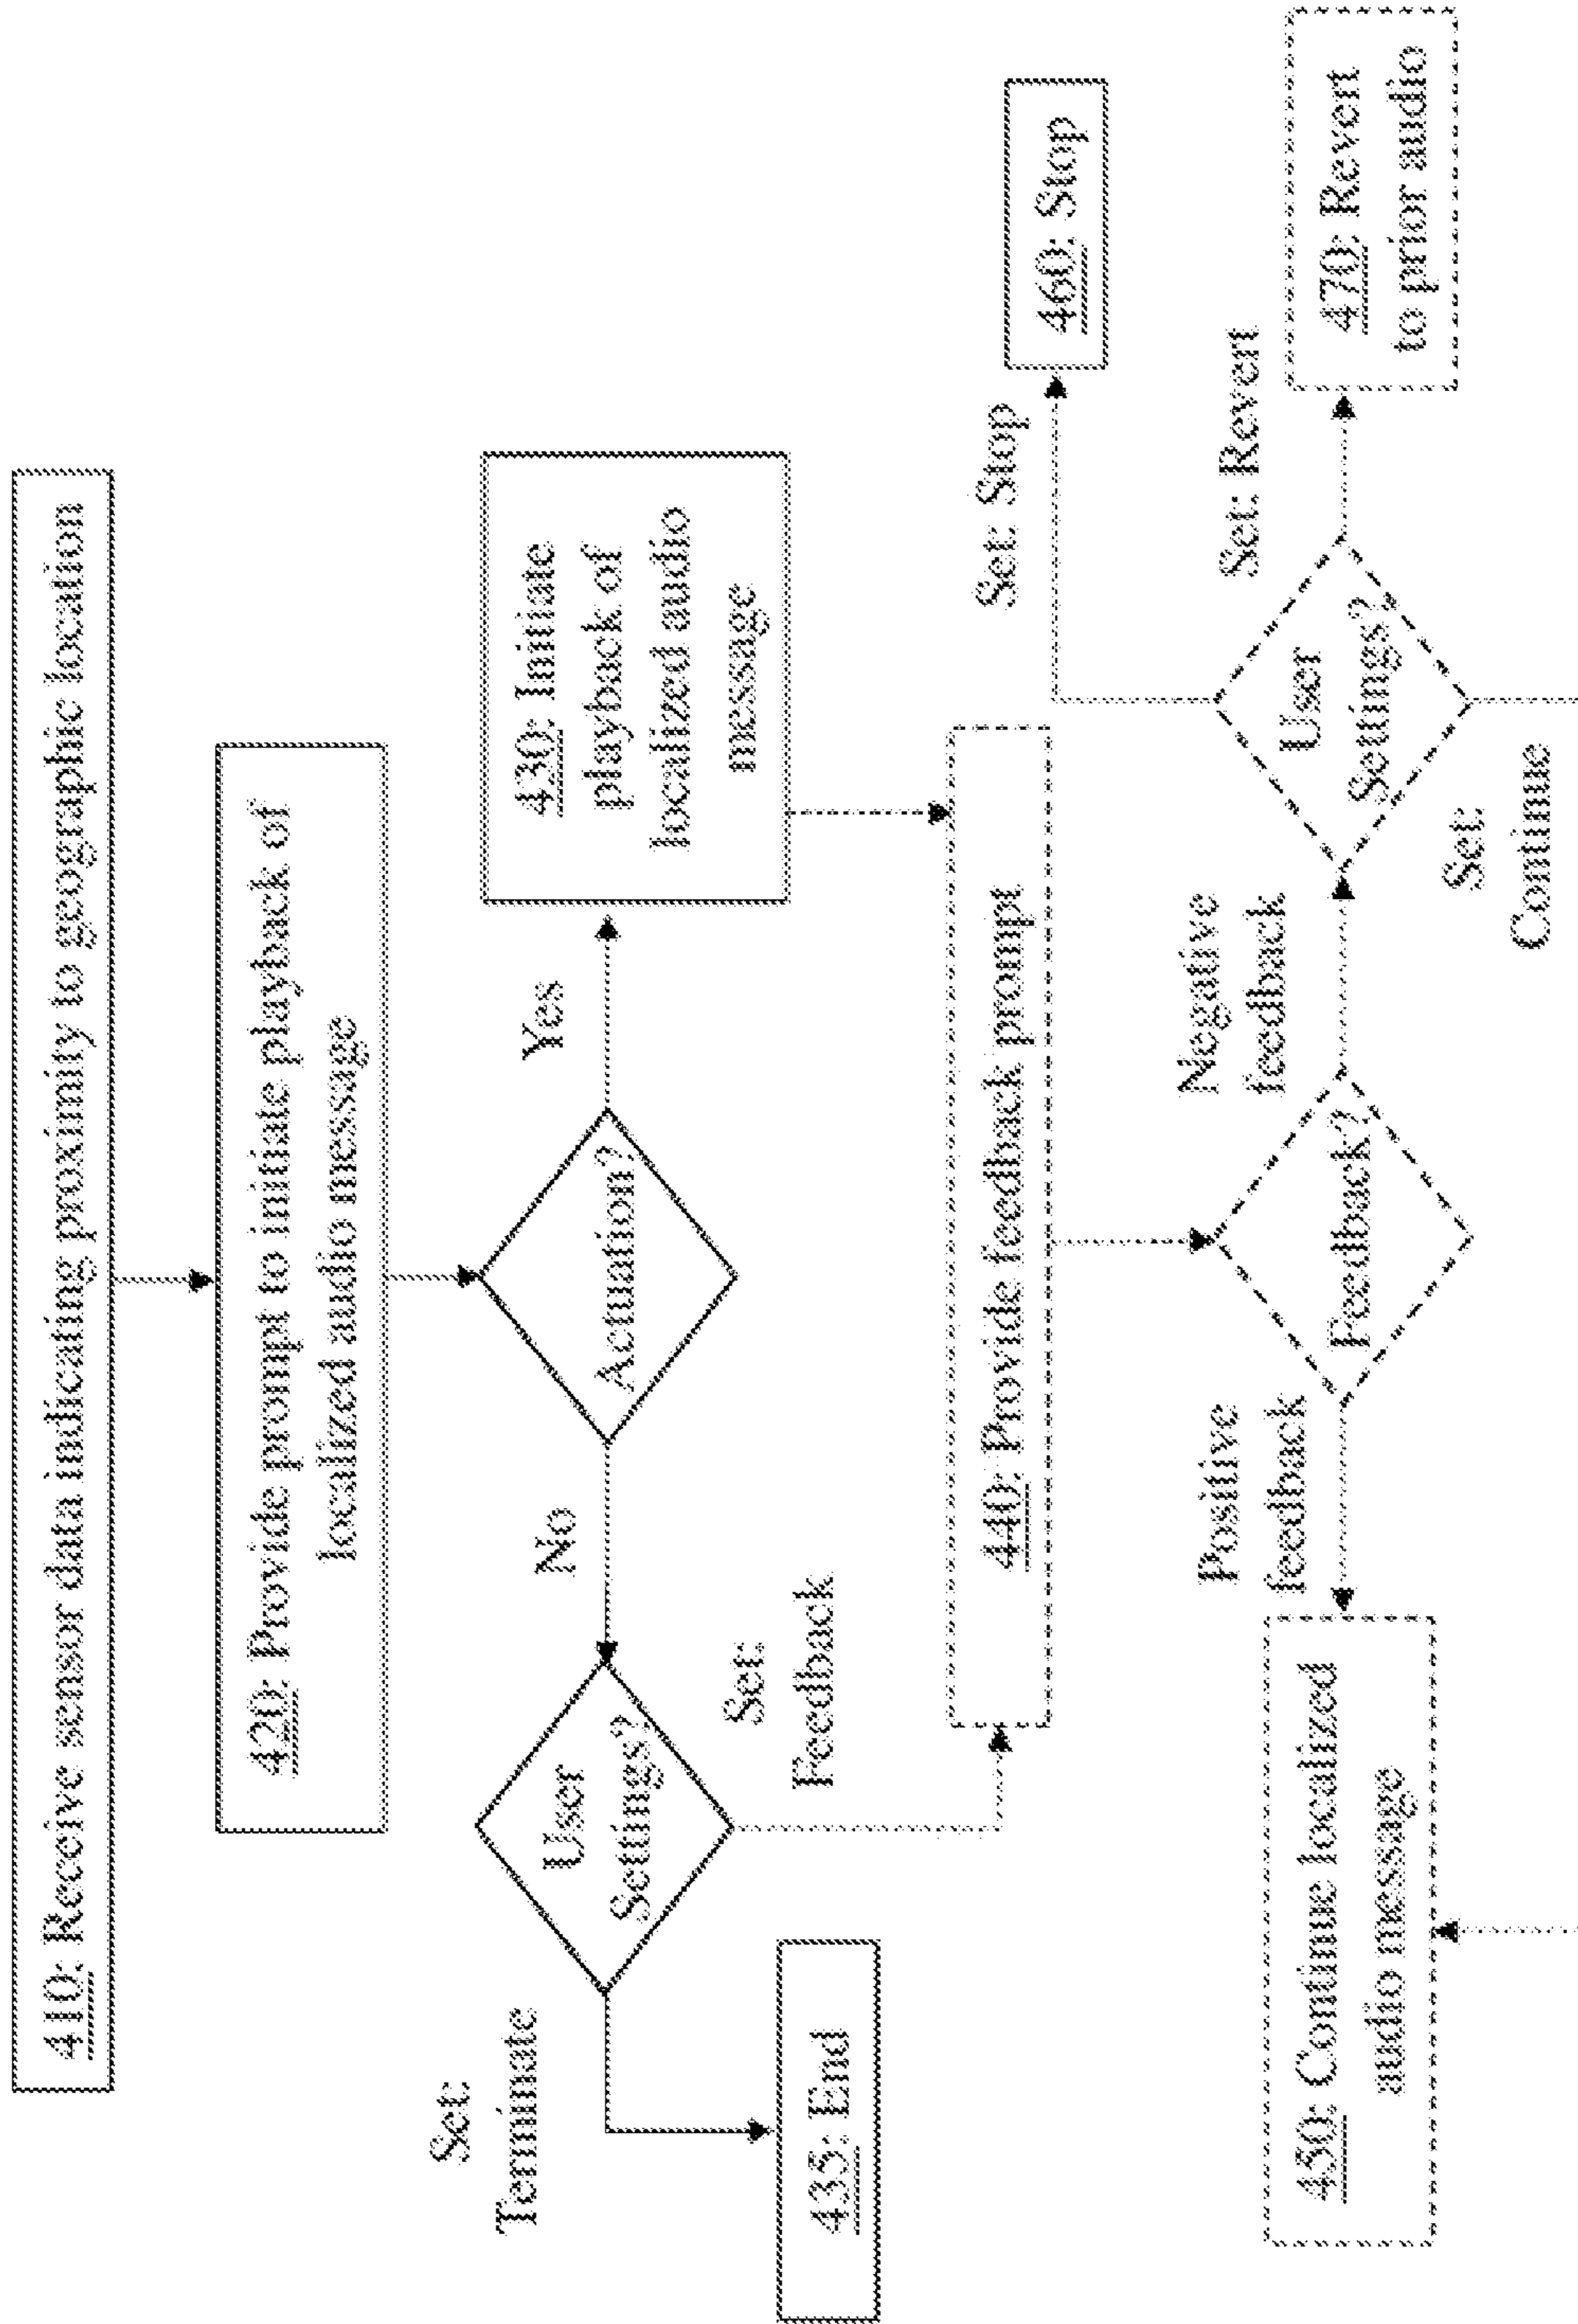 410: Receive sensor data indicating proximity to geographic location
420: Provide prompt to initiate playback of
localized audio message
Actuation?
Yes
No
430: Initiate
playback of
localized audio
message
User
Settings?
Set:
Terminate
435: End
Set:
Feedback
440: Provide feedback prompt
Feedback?
Positive
feedback
Negative
feedback
450: Continue localized
audio message
User
Settings?
Set: Stop
460: Stop
Set: Revert
470: Revert
to prior audio
Set:
Continue